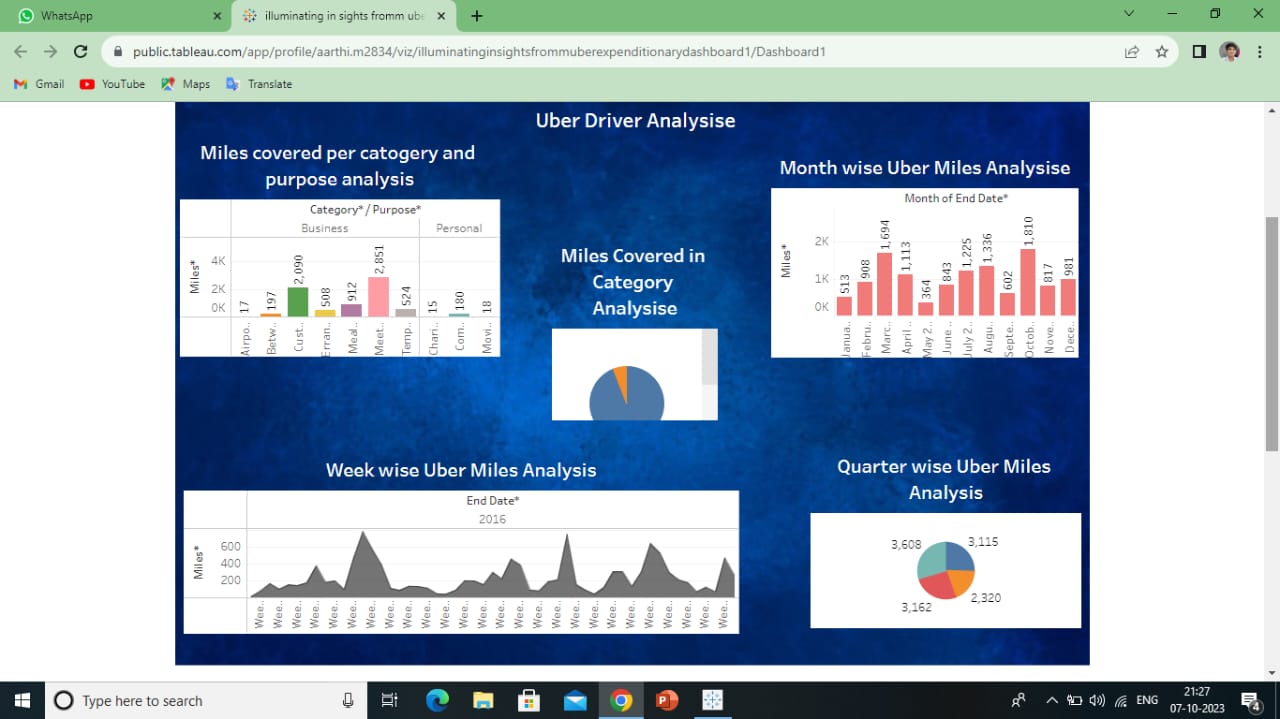 WhatsApp
illuminating in sights fromm ube
public.tableau.com/app/profile/aarthi.m2834/viz/illuminatinginsightsfrommuberexpenditionarydashboard1/Dashboard1
Gmail YouTube Maps Translate
Uber Driver Analysise
Miles covered per catogery and
purpose analysis
Category* / Purpose*
Business Personal
Miles*
4K
2K
0K
17 197 2,090 508 912 2,851 524 15 180 18
Airpo.. Betw.. Cust.. Erran.. Meal.. Meet.. Temp.. Chari.. Com.. Movi..
Miles Covered in
Category
Analysise
Month wise Uber Miles Analysise
Month of End Date*
Miles*
2K
1K
0K
513 908 1,694 1,113 364 843 1,225 1,336 602 1,810 817 981
Janua.. Febru.. Marc.. April .. May 2.. June .. July 2.. Augu.. Septe.. Octob.. Nove.. Dece..
Week wise Uber Miles Analysis
End Date*
2016
Miles*
600
400
200
Wee.. Wee.. Wee.. Wee.. Wee.. Wee.. Wee.. Wee.. Wee.. Wee.. Wee.. Wee.. Wee.. Wee.. Wee.. Wee.. Wee.. Wee.. Wee.. Wee.. Wee.. Wee.. Wee.. Wee.. Wee.. Wee..
Quarter wise Uber Miles
Analysis
3,608 3,115
3,162 2,320
Type here to search
ENG
21:27
07-10-2023
4